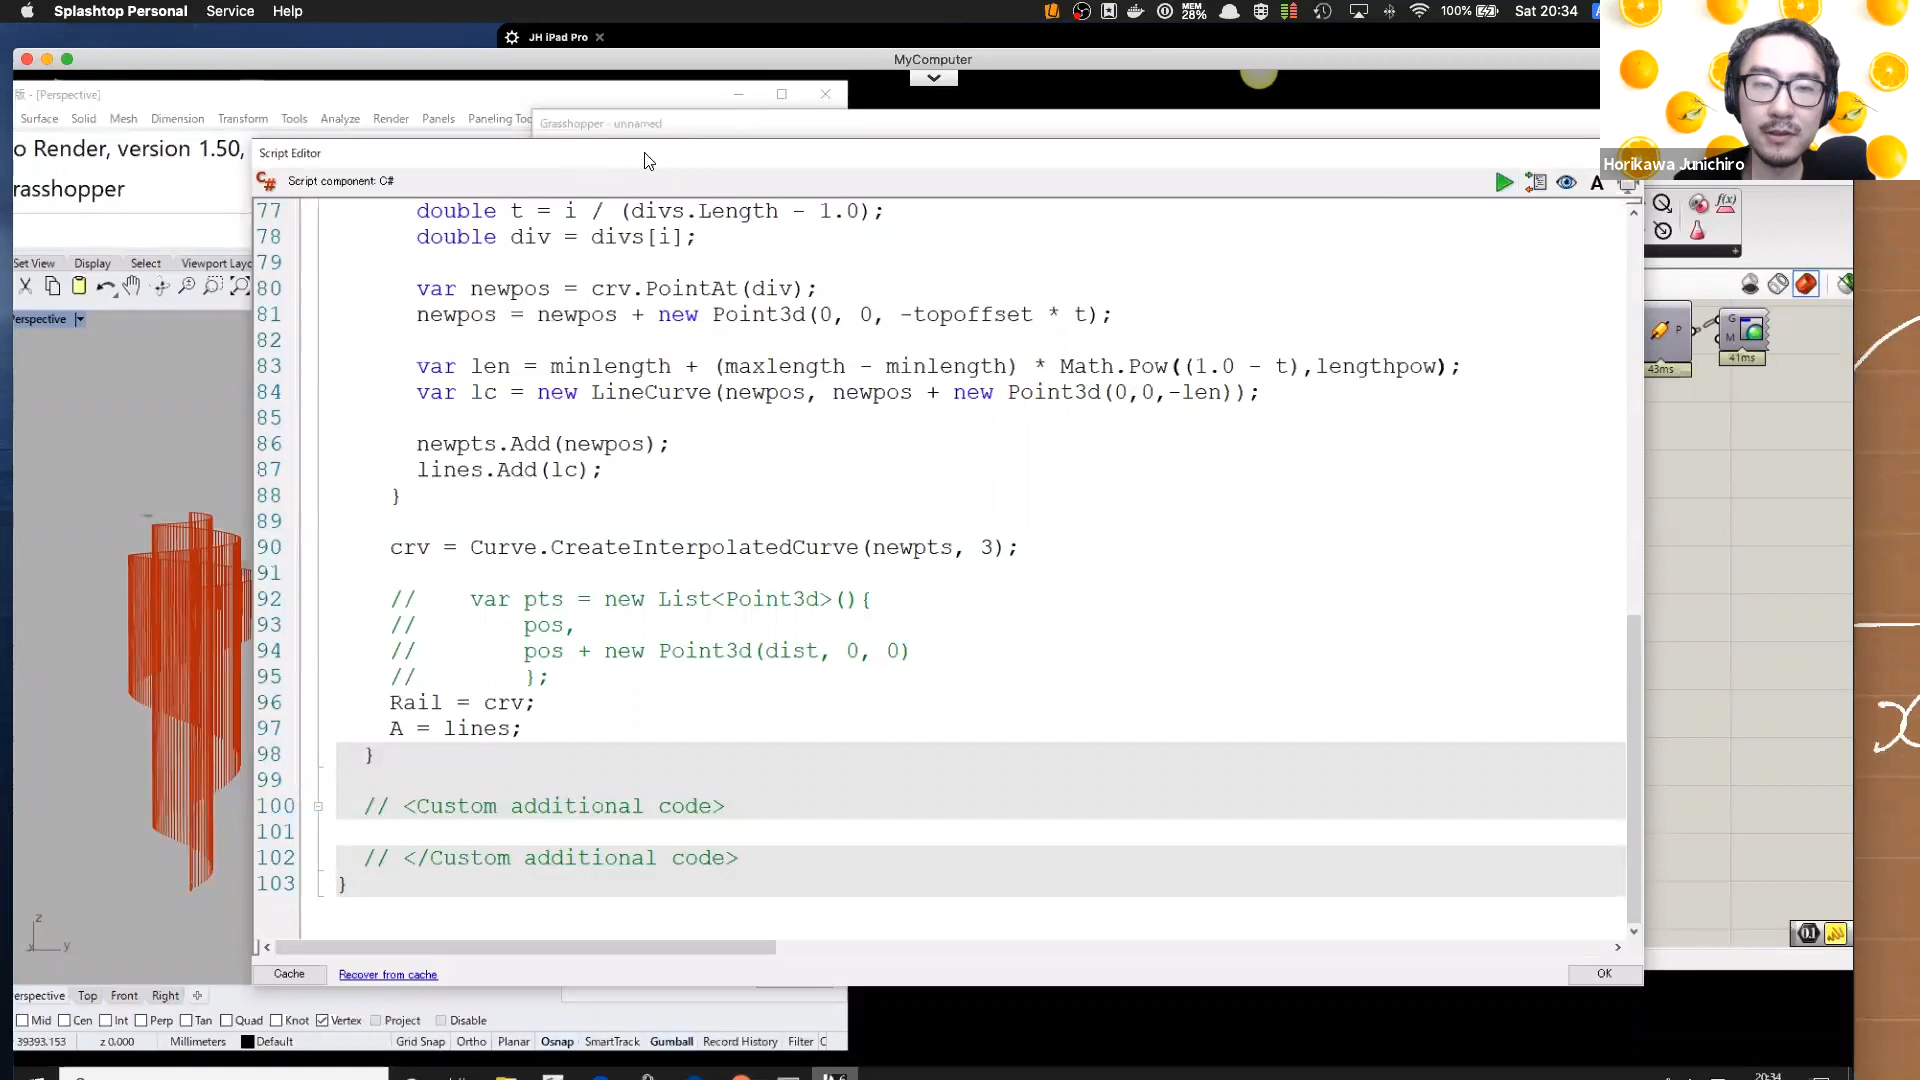 Splashtop Personal Service Help
MEM 28% 100% Sat 20:34
JH iPad Pro
MyComputer
版 - [Perspective]
Surface Solid Mesh Dimension Transform Tools Analyze Render Panels Paneling Too
Grasshopper - unnamed
o Render, version 1.50,
rasshopper
Script Editor
C# Script component: C#
Horikawa Junichiro
Set View Display Select Viewport Layo
erspective
77 double t = i / (divs.Length - 1.0);
78 double div = divs[i];
79
80 var newpos = crv.PointAt(div);
81 newpos = newpos + new Point3d(0, 0, -topoffset * t);
82
83 var len = minlength + (maxlength - minlength) * Math.Pow((1.0 - t),lengthpow);
84 var lc = new LineCurve(newpos, newpos + new Point3d(0,0,-len));
85
86 newpts.Add(newpos);
87 lines.Add(lc);
88 }
89
90 crv = Curve.CreateInterpolatedCurve(newpts, 3);
91
92 // var pts = new List<Point3d>(){
93 // pos,
94 // pos + new Point3d(dist, 0, 0)
95 // };
96 Rail = crv;
97 A = lines;
98 }
99
100 // <Custom additional code>
101
102 // </Custom additional code>
103 }
f(x)
P G M
43ms 41ms
0.1
z
x y
Cache Recover from cache OK
erspective Top Front Right
Mid Cen Int Perp Tan Quad Knot Vertex Project Disable
39393.153 z 0.000 Millimeters Default Grid Snap Ortho Planar Osnap SmartTrack Gumball Record History Filter C
20:34